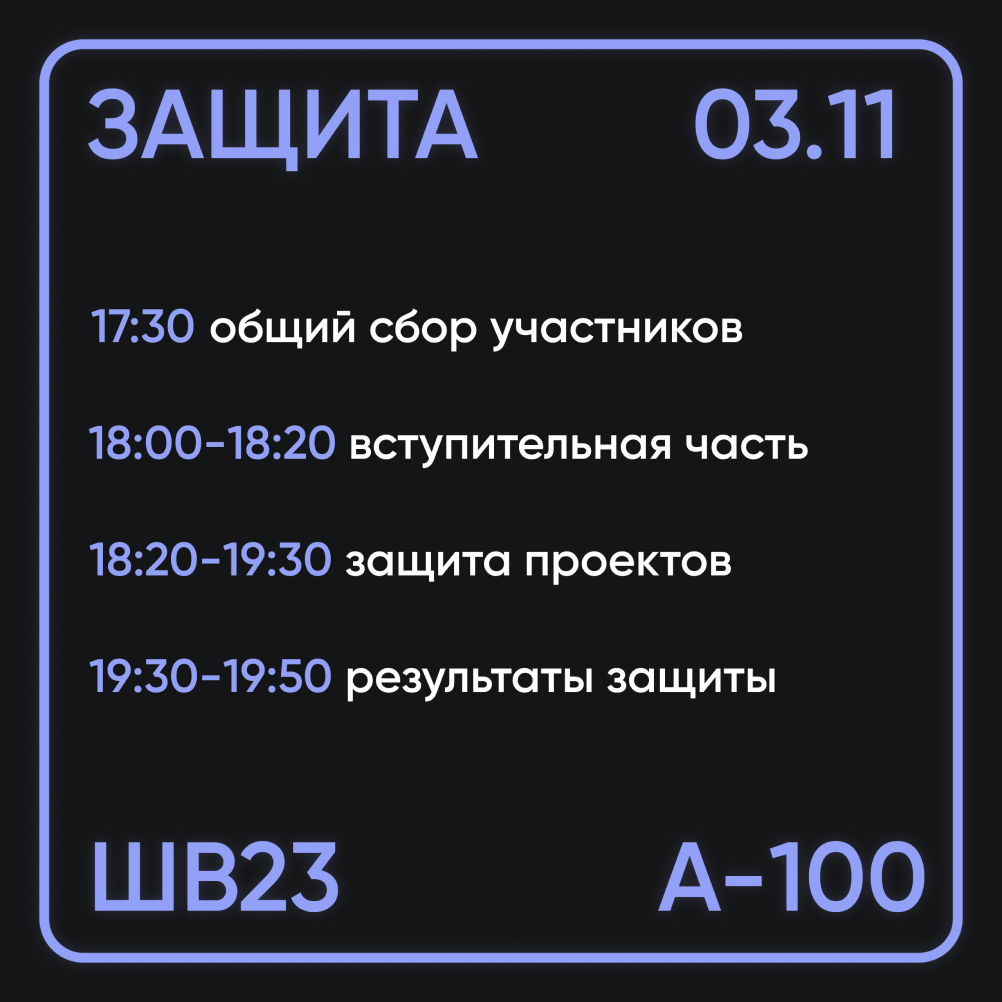 ЗАЩИТА 03.11
17:30 общий сбор участников
18:00-18:20 вступительная часть
18:20-19:30 защита проектов
19:30-19:50 результаты защиты
ШВ23 А-100